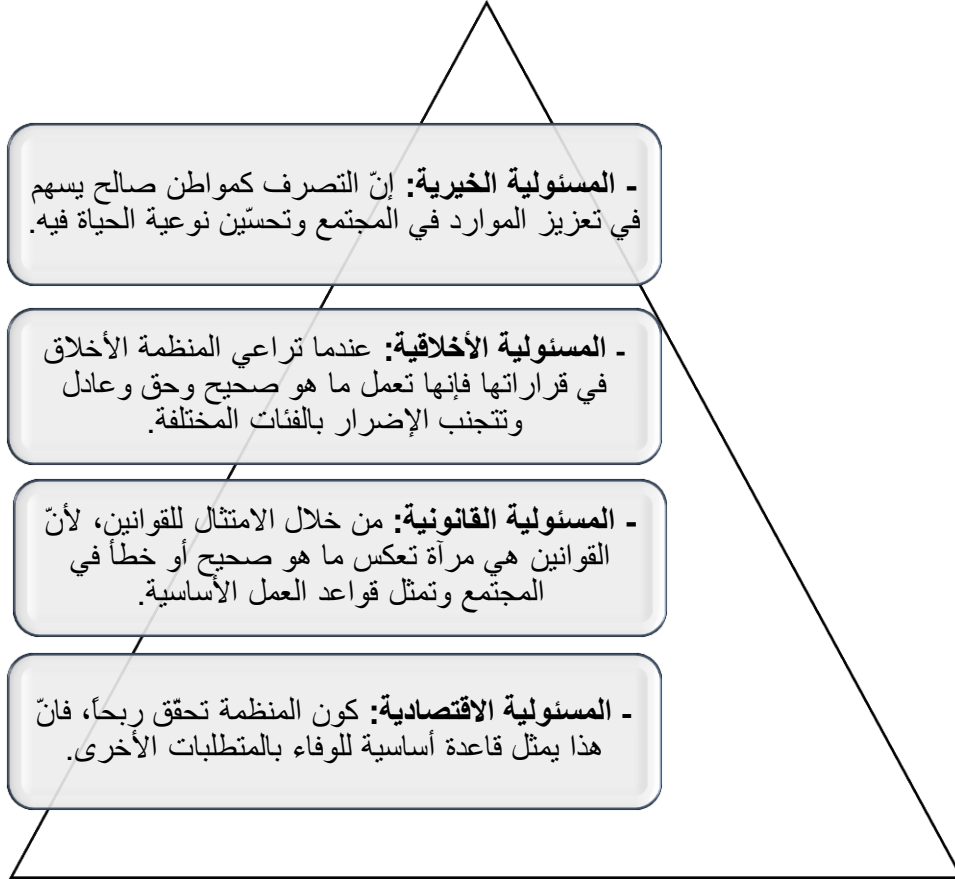 - المسئولية الخيرية: إنّ التصرف كمواطن صالح يسهم
في تعزيز الموارد في المجتمع وتحسّين نوعية الحياة فيه.
- المسئولية الأخلاقية: عندما تراعي المنظمة الأخلاق
في قراراتها فإنها تعمل ما هو صحيح وحق وعادل
وتتجنب الإضرار بالفئات المختلفة.
- المسئولية القانونية: من خلال الامتثال للقوانين، لأنّ
القوانين هي مرآة تعكس ما هو صحيح أو خطأ في
المجتمع وتمثل قواعد العمل الأساسية.
- المسئولية الاقتصادية: كون المنظمة تحقّق ربحاً، فانّ
هذا يمثل قاعدة أساسية للوفاء بالمتطلبات الأخرى.